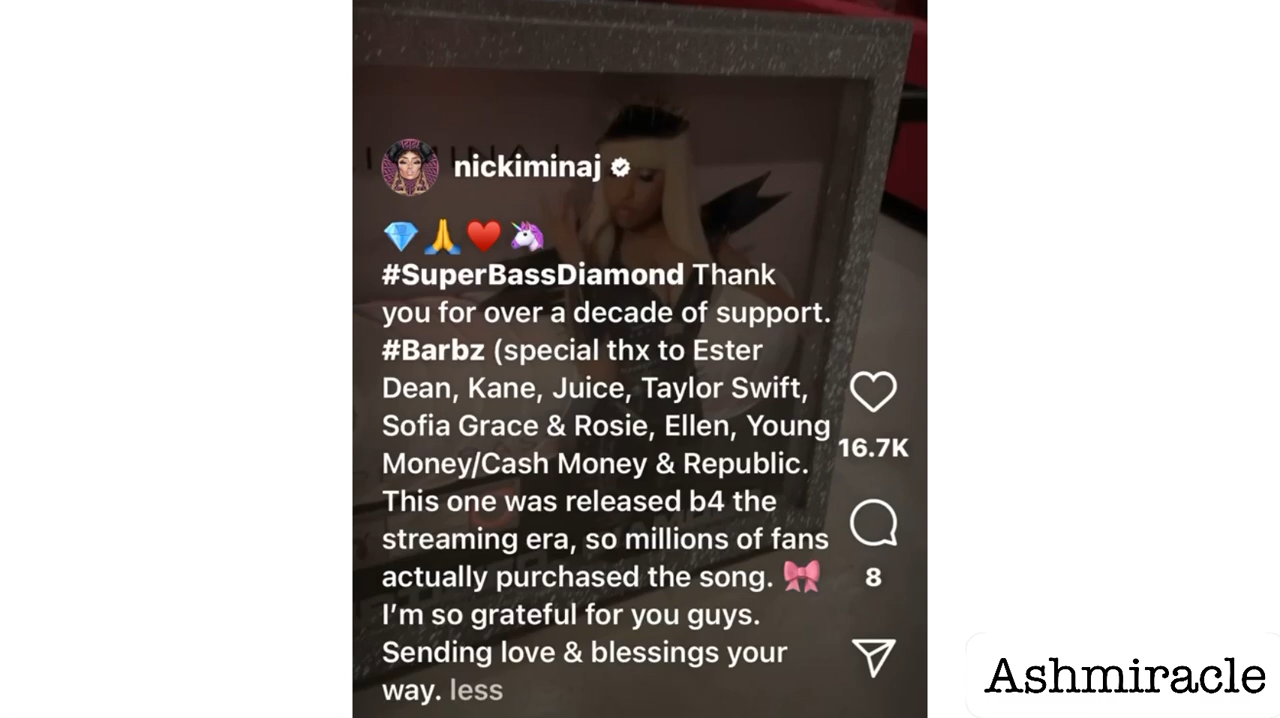 nickiminaj
💎🙏❤️🦄
#SuperBassDiamond Thank
you for over a decade of support.
#Barbz (special thx to Ester
Dean, Kane, Juice, Taylor Swift,
Sofia Grace & Rosie, Ellen, Young
Money/Cash Money & Republic.
This one was released b4 the
streaming era, so millions of fans
actually purchased the song. 🎀
I’m so grateful for you guys.
Sending love & blessings your
way. less
16.7K
8
Ashmiracle